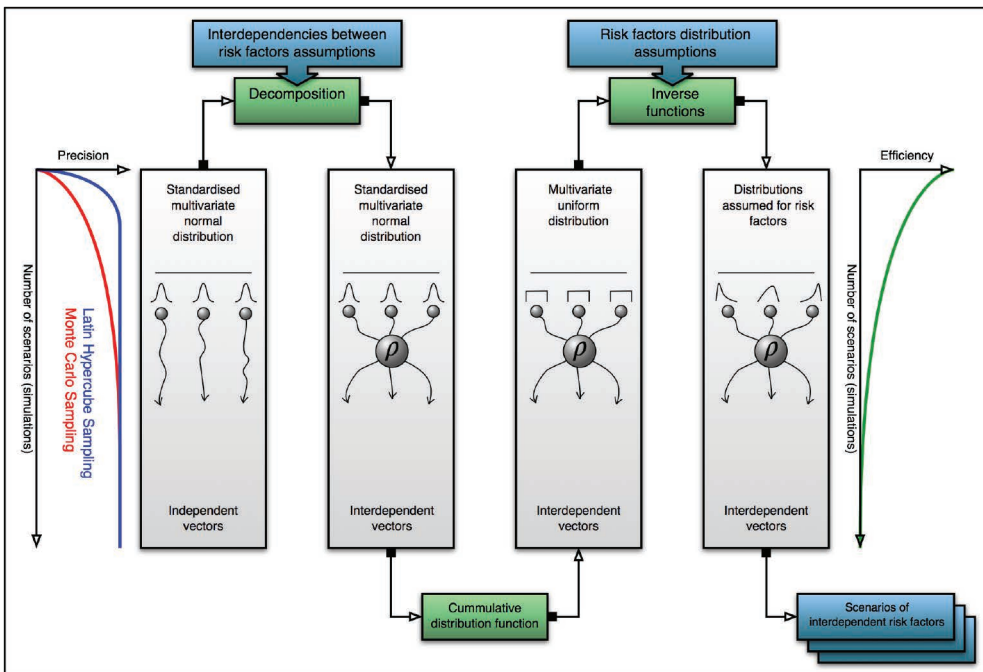 Interdependencies between
risk factors assumptions
Risk factors distribution
assumptions
Decomposition
Inverse
functions
Precision
Efficiency
Standardised
multivariate
normal
distribution
Standardised
multivariate
normal
distribution
Multivariate
uniform
distribution
Distributions
assumed for risk
factors
Number of scenarios (simulations)
Monte Carlo Sampling
Latin Hypercube Sampling
ρ
ρ
ρ
Number of scenarios (simulations)
Independent
vectors
Interdependent
vectors
Interdependent
vectors
Interdependent
vectors
Cummulative
distribution function
Scenarios of
interdependent risk factors